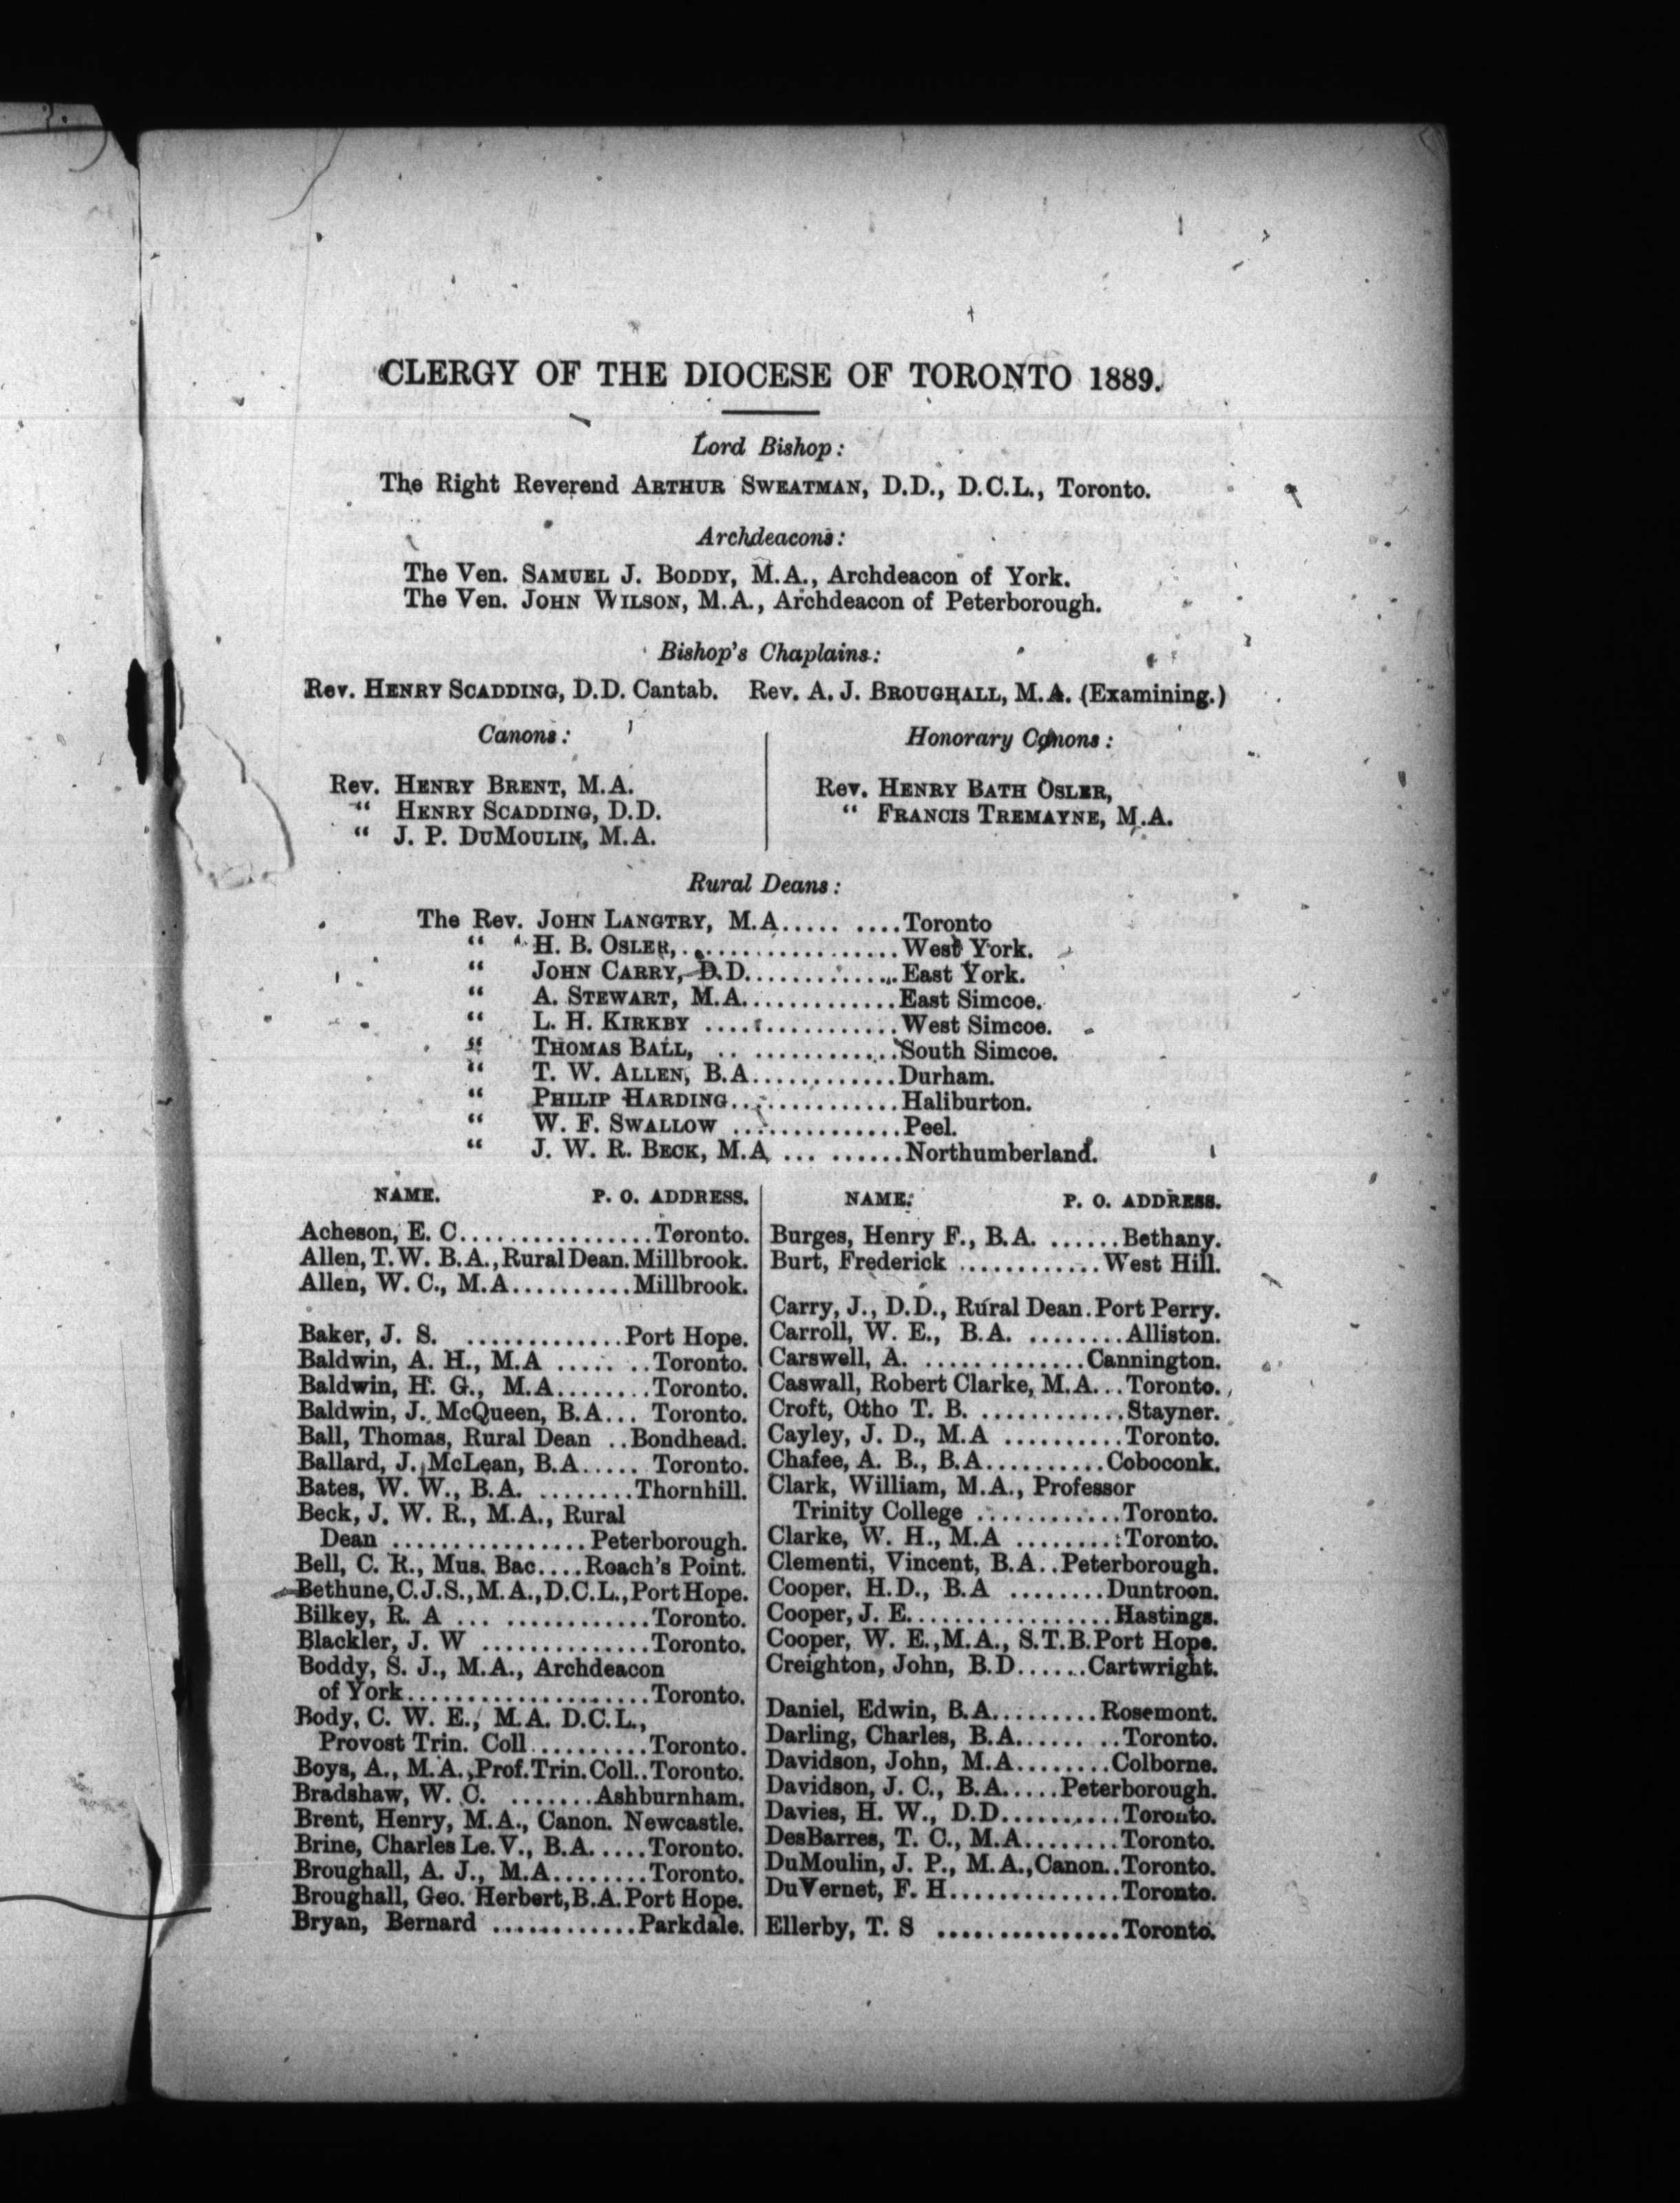 CLERGY OF THE DIOCESE OF TORONTO 1889.
Lord Bishop:
The Right Reverend ARTHUR SWEATMAN, D.D., D.C.L., Toronto.
Archdeacons:
The Ven. SAMUEL J. BODDY, M.A., Archdeacon of York.
The Ven. JOHN WILSON, M.A., Archdeacon of Peterborough.
Bishop's Chaplains:
Rev. HENRY SCADDING, D.D. Cantab. Rev. A. J. BROUGHALL, M.A. (Examining.)
Canons:
Rev. HENRY BRENT, M.A.
" HENRY SCADDING, D.D.
" J. P. DUMOULIN, M.A.
Honorary Canons:
Rev. HENRY BATH OSLER,
" FRANCIS TREMAYNE, M.A.
Rural Deans:
The Rev. JOHN LANGTRY, M.A..... ....Toronto
" " H. B. OSLER, ..................West York.
" JOHN CARRY, D.D.............East York.
" A. STEWART, M.A.............East Simcoe.
" L. H. KIRKBY ................West Simcoe.
" THOMAS BALL, .. ............South Simcoe.
" T. W. ALLEN, B.A............Durham.
" PHILIP HARDING..............Haliburton.
" W. F. SWALLOW ..............Peel.
" J. W. R. BECK, M.A ... ......Northumberland.
NAME. P. O. ADDRESS.
Acheson, E. C................Toronto.
Allen, T. W. B.A., Rural Dean. Millbrook.
Allen, W. C., M.A..........Millbrook.
Baker, J. S. .............Port Hope.
Baldwin, A. H., M.A ..... ..Toronto.
Baldwin, H. G., M.A........Toronto.
Baldwin, J. McQueen, B.A... Toronto.
Ball, Thomas, Rural Dean ..Bondhead.
Ballard, J. McLean, B.A..... Toronto.
Bates, W. W., B.A. ........Thornhill.
Beck, J. W. R., M.A., Rural
Dean ................Peterborough.
Bell, C. R., Mus. Bac....Roach's Point.
Bethune, C. J. S., M.A., D.C.L., Port Hope.
Bilkey, R. A ... ............Toronto.
Blackler, J. W ..............Toronto.
Boddy, S. J., M.A., Archdeacon
of York....................Toronto.
Body, C. W. E., M.A. D.C.L.,
Provost Trin. Coll..........Toronto.
Boys, A., M.A., Prof. Trin. Coll..Toronto.
Bradshaw, W. C. .......Ashburnham.
Brent, Henry, M.A., Canon. Newcastle.
Brine, Charles Le. V., B.A.....Toronto.
Broughall, A. J., M.A........Toronto.
Broughall, Geo. Herbert, B.A. Port Hope.
Bryan, Bernard ............Parkdale.
NAME. P. O. ADDRESS.
Burges, Henry F., B.A. ......Bethany.
Burt, Frederick ............West Hill.
Carry, J., D.D., Rural Dean. Port Perry.
Carroll, W. E., B.A. ........Alliston.
Carswell, A. .............Cannington.
Caswall, Robert Clarke, M.A...Toronto.
Croft, Otho T. B. ............Stayner.
Cayley, J. D., M.A ..........Toronto.
Chafee, A. B., B.A..........Coboconk.
Clark, William, M.A., Professor
Trinity College ............Toronto.
Clarke, W. H., M.A .........Toronto.
Clementi, Vincent, B.A..Peterborough.
Cooper, H. D., B.A ........Duntroon.
Cooper, J. E.................Hastings.
Cooper, W. E., M.A., S.T.B. Port Hope.
Creighton, John, B.D......Cartwright.
Daniel, Edwin, B.A.........Rosemont.
Darling, Charles, B.A...... ..Toronto.
Davidson, John, M.A........Colborne.
Davidson, J. C., B.A.....Peterborough.
Davies, H. W., D.D..........Toronto.
DesBarres, T. C., M.A........Toronto.
DuMoulin, J. P., M.A., Canon..Toronto.
DuVernet, F. H..............Toronto.
Ellerby, T. S ...............Toronto.